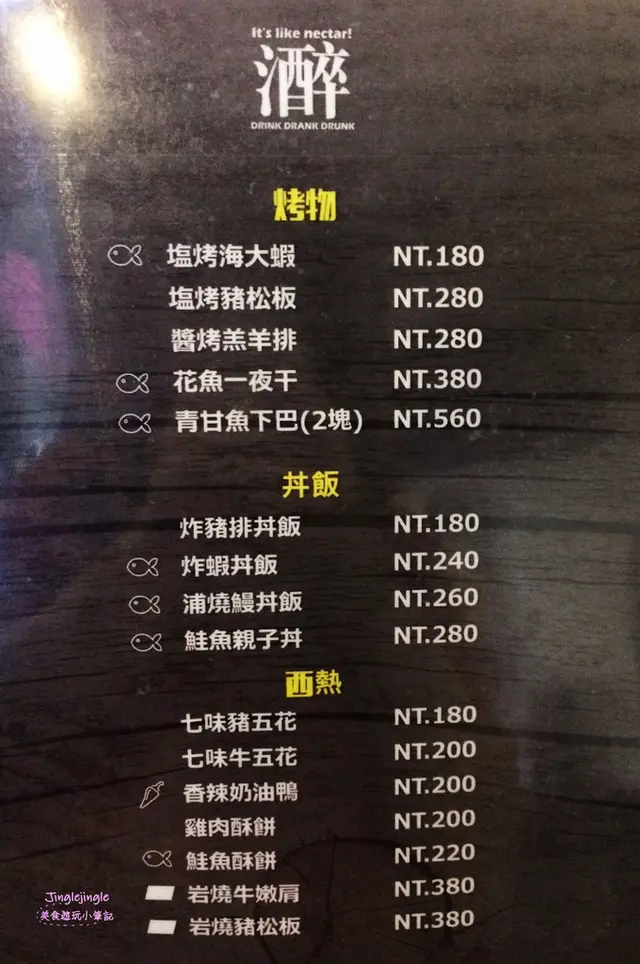 It's like nectar!
酒醉
DRINK DRANK DRUNK
烤物
塩烤海大蝦 NT.180
塩烤豬松板 NT.280
醬烤羔羊排 NT.280
花魚一夜干 NT.380
青甘魚下巴(2塊) NT.560
丼飯
炸豬排丼飯 NT.180
炸蝦丼飯 NT.240
浦燒鰻丼飯 NT.260
鮭魚親子丼 NT.280
西熱
七味豬五花 NT.180
七味牛五花 NT.200
香辣奶油鴨 NT.200
雞肉酥餅 NT.200
鮭魚酥餅 NT.220
岩燒牛嫩肩 NT.380
岩燒豬松板 NT.380
Jinglejingle
美食遊玩小筆記